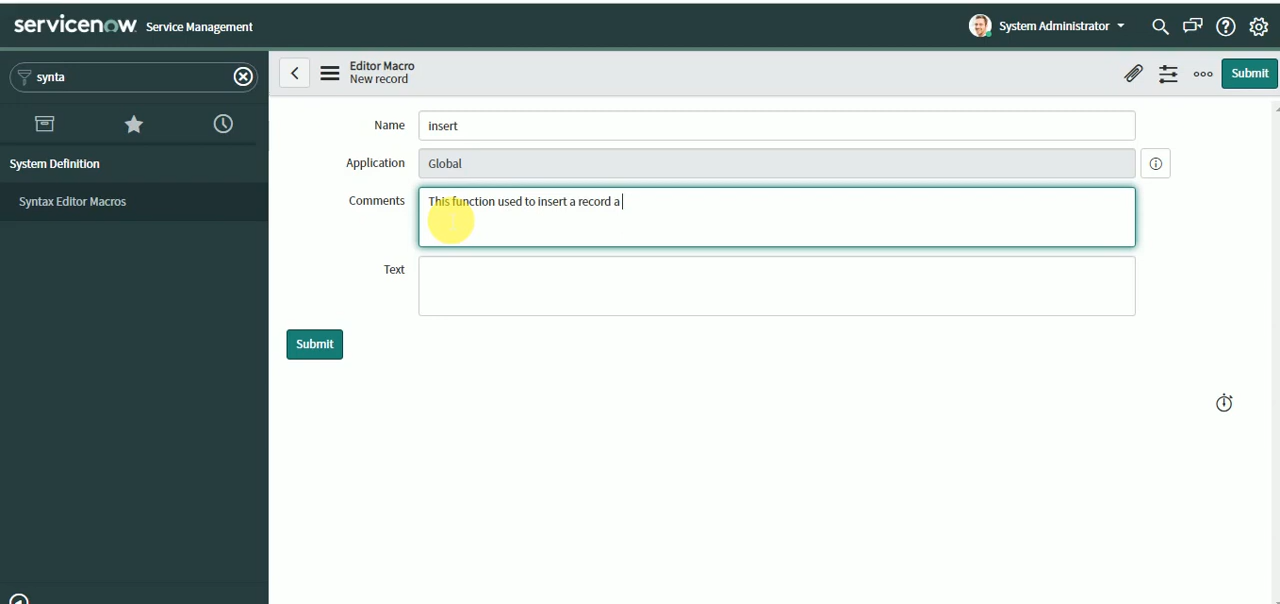 servicenow. Service Management
System Administrator
synta
Editor Macro
New record
Submit
Name
insert
Application
Global
System Definition
Syntax Editor Macros
Comments
This function used to insert a record a
Text
Submit